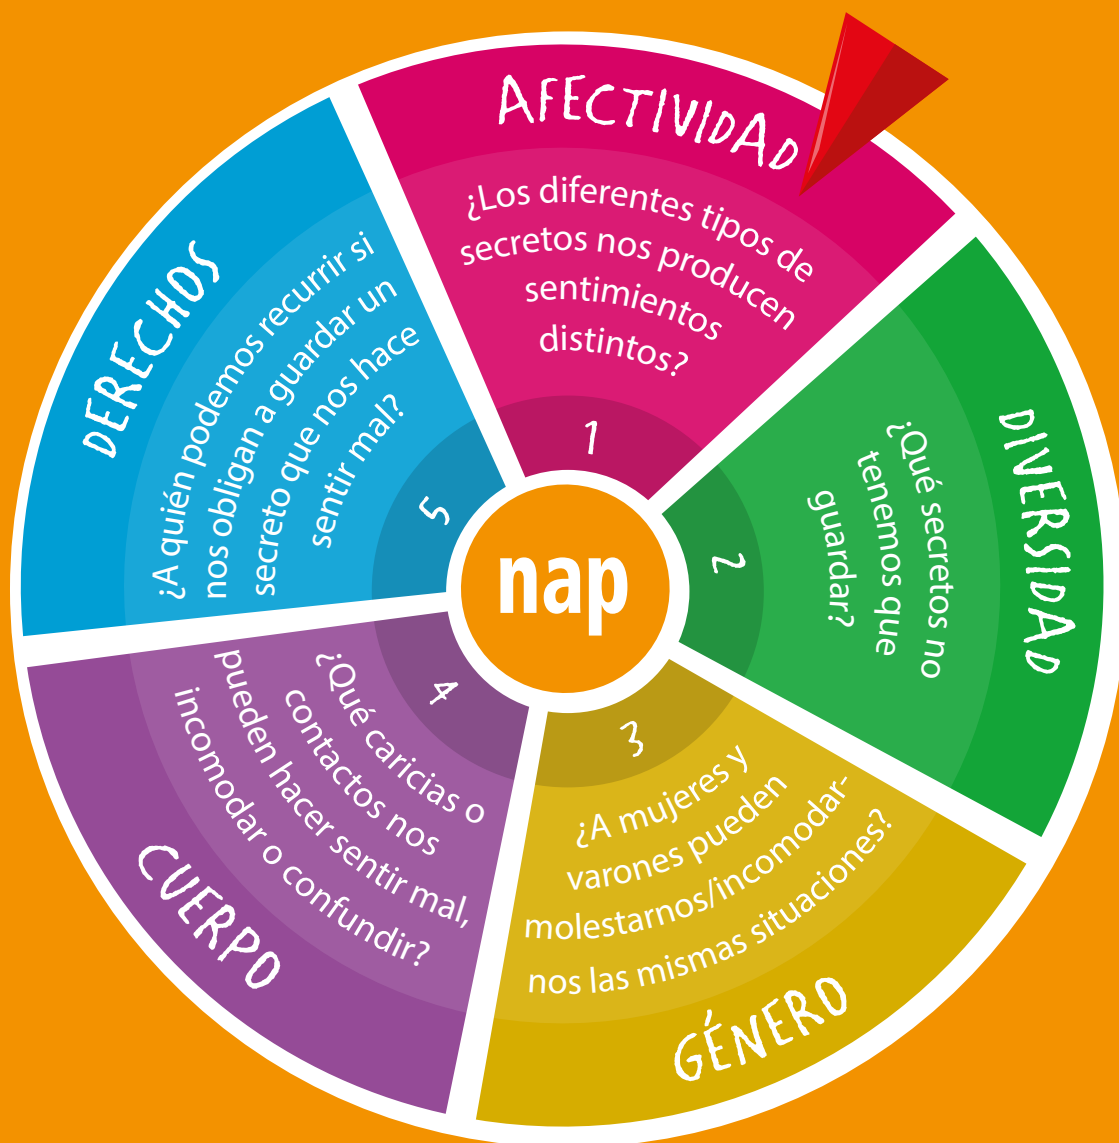 AFECTIVIDAD
¿Los diferentes tipos de
secretos nos producen
sentimientos
distintos?
1
DIVERSIDAD
¿Qué secretos no
tenemos que
guardar?
2
GÉNERO
¿A mujeres y
varones pueden
molestarnos/incomodar-
nos las mismas situaciones?
3
CUERPO
¿Qué caricias o
contactos nos
pueden hacer sentir mal,
incomodar o confundir?
4
DERECHOS
¿A quién podemos recurrir si
nos obligan a guardar un
secreto que nos hace
sentir mal?
5
nap